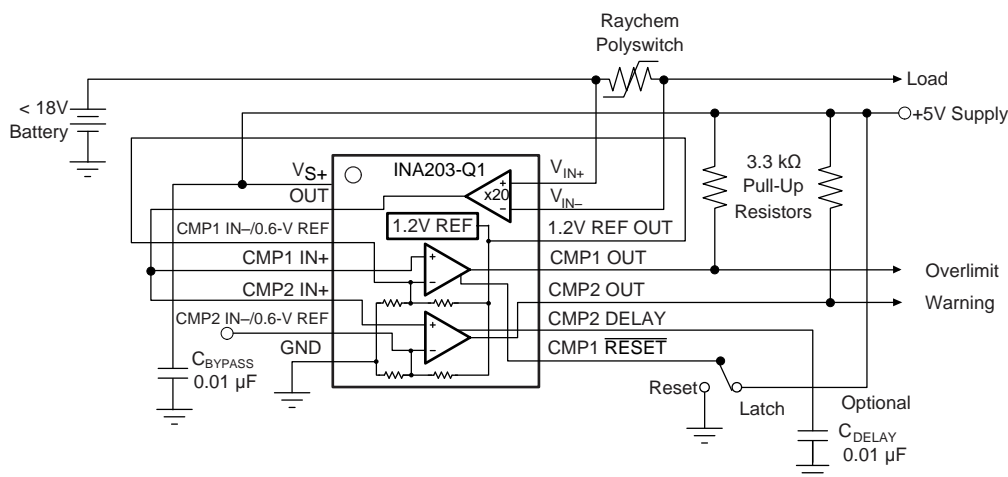 Raychem
Polyswitch
Load
< 18V
Battery
+5V Supply
3.3 kΩ
Pull-Up
Resistors
VS+
INA203-Q1
VIN+
OUT
x20
VIN–
1.2V REF
1.2V REF OUT
CMP1 IN–/0.6-V REF
CMP1 IN+
CMP1 OUT
Overlimit
CMP2 IN+
CMP2 OUT
Warning
CMP2 IN–/0.6-V REF
CMP2 DELAY
GND
CMP1 RESET
CBYPASS
0.01 µF
Reset
Latch
Optional
CDELAY
0.01 µF